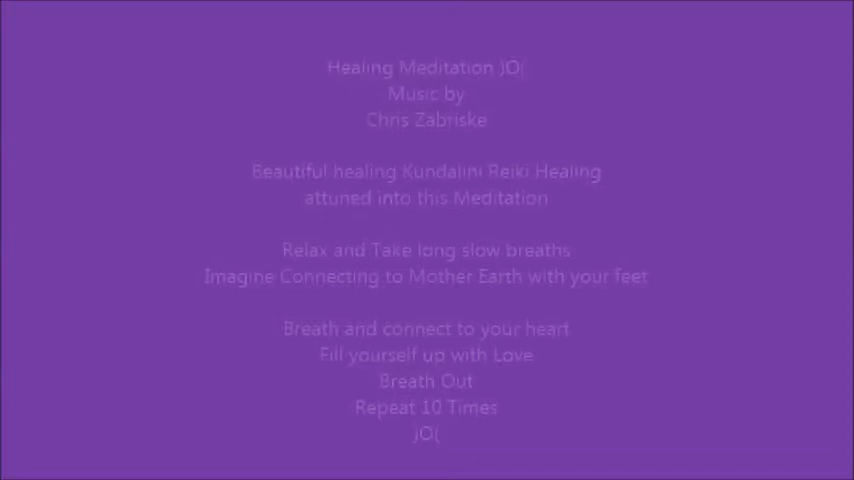 Healing Meditation )O(
Music by
Chris Zabriske
Beautiful healing Kundalini Reiki Healing
attuned into this Meditation
Relax and Take long slow breaths
Imagine Connecting to Mother Earth with your feet
Breath and connect to your heart
Fill yourself up with Love
Breath Out
Repeat 10 Times
)O(